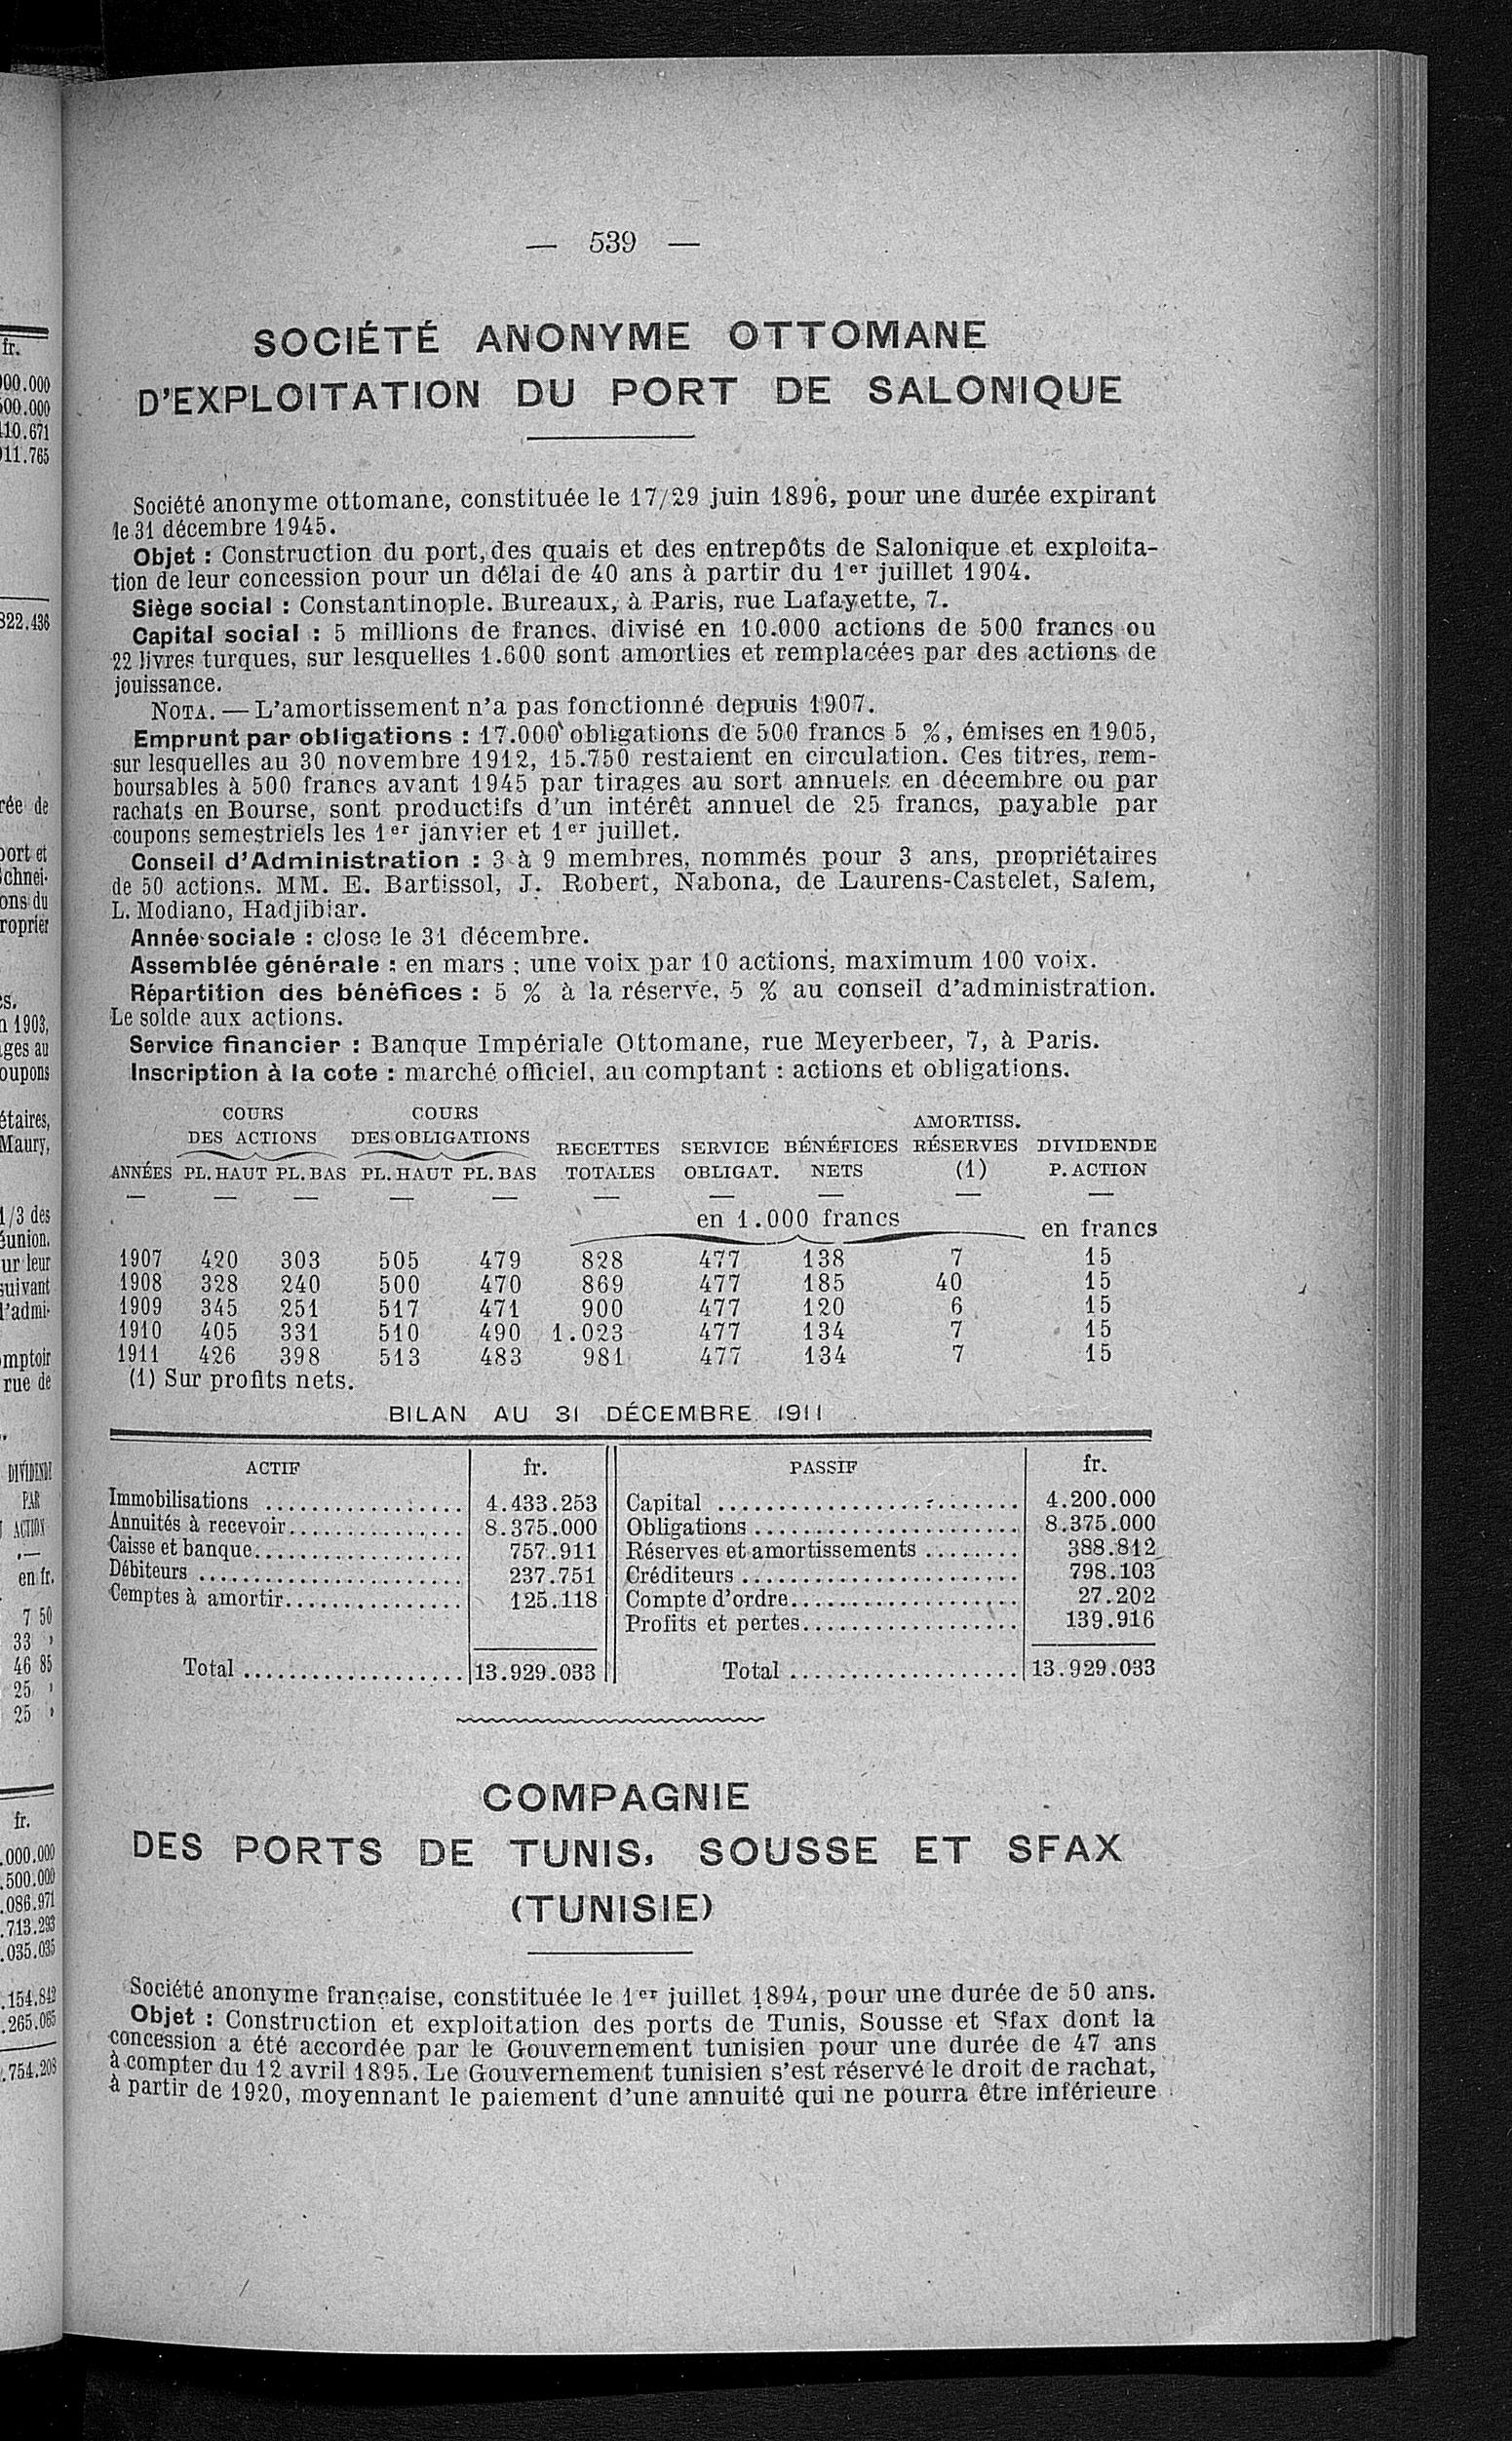 — 539 —
SOCIÉTÉ ANONYME OTTOMANE
D'EXPLOITATION DU PORT DE SALONIQUE
Société anonyme ottomane, constituée le 17/29 juin 1896, pour une durée expirant
le 31 décembre 1945.
Objet : Construction du port, des quais et des entrepôts de Salonique et exploita-
tion de leur concession pour un délai de 40 ans à partir du 1er juillet 1904.
Siège social : Constantinople. Bureaux, à Paris, rue Lafayette, 7.
Capital social : 5 millions de francs, divisé en 10.000 actions de 500 francs ou
22 livres turques, sur lesquelles 1.600 sont amorties et remplacées par des actions de
jouissance.
NOTA. — L'amortissement n'a pas fonctionné depuis 1907.
Emprunt par obligations : 17.000 obligations de 500 francs 5 %, émises en 1905,
sur lesquelles au 30 novembre 1912, 15.750 restaient en circulation. Ces titres, rem-
boursables à 500 francs avant 1945 par tirages au sort annuels en décembre ou par
rachats en Bourse, sont productifs d'un intérêt annuel de 25 francs, payable par
coupons semestriels les 1er janvier et 1er juillet.
Conseil d'Administration : 3 à 9 membres, nommés pour 3 ans, propriétaires
de 50 actions. MM. E. Bartissol, J. Robert, Nabona, de Laurens-Castelet, Salem,
L. Modiano, Hadjibiar.
Année sociale : close le 31 décembre.
Assemblée générale : en mars ; une voix par 10 actions, maximum 100 voix.
Répartition des bénéfices : 5 % à la réserve, 5 % au conseil d'administration.
Le solde aux actions.
Service financier : Banque Impériale Ottomane, rue Meyerbeer, 7, à Paris.
Inscription à la cote : marché officiel, au comptant : actions et obligations.
COURS COURS AMORTISS.
DES ACTIONS DES OBLIGATIONS RECETTES SERVICE BÉNÉFICES RÉSERVES DIVIDENDE
ANNÉES PL. HAUT PL. BAS PL. HAUT PL. BAS TOTALES OBLIGAT. NETS (1) P. ACTION
— — — — — — — — — —
en 1.000 francs en francs
1907 420 303 505 479 828 477 138 7 15
1908 328 240 500 470 869 477 185 40 15
1909 345 251 517 471 900 477 120 6 15
1910 405 331 510 490 1.023 477 134 7 15
1911 426 398 513 483 981 477 134 7 15
(1) Sur profits nets.
BILAN AU 31 DÉCEMBRE 1911
ACTIF fr. PASSIF fr.
Immobilisations .................. 4.433.253 Capital ........................... 4.200.000
Annuités à recevoir................ 8.375.000 Obligations ........................ 8.375.000
Caisse et banque................... 757.911 Réserves et amortissements ......... 388.812
Débiteurs ........................ 237.751 Créditeurs ......................... 798.103
Comptes à amortir................ 125.118 Compte d'ordre..................... 27.202
Profits et pertes................... 139.916
Total .................... 13.929.033 Total ..................... 13.929.033
COMPAGNIE
DES PORTS DE TUNIS, SOUSSE ET SFAX
(TUNISIE)
Société anonyme française, constituée le 1er juillet 1894, pour une durée de 50 ans.
Objet : Construction et exploitation des ports de Tunis, Sousse et Sfax dont la
concession a été accordée par le Gouvernement tunisien pour une durée de 47 ans
à compter du 12 avril 1895. Le Gouvernement tunisien s'est réservé le droit de rachat,
à partir de 1920, moyennant le paiement d'une annuité qui ne pourra être inférieure